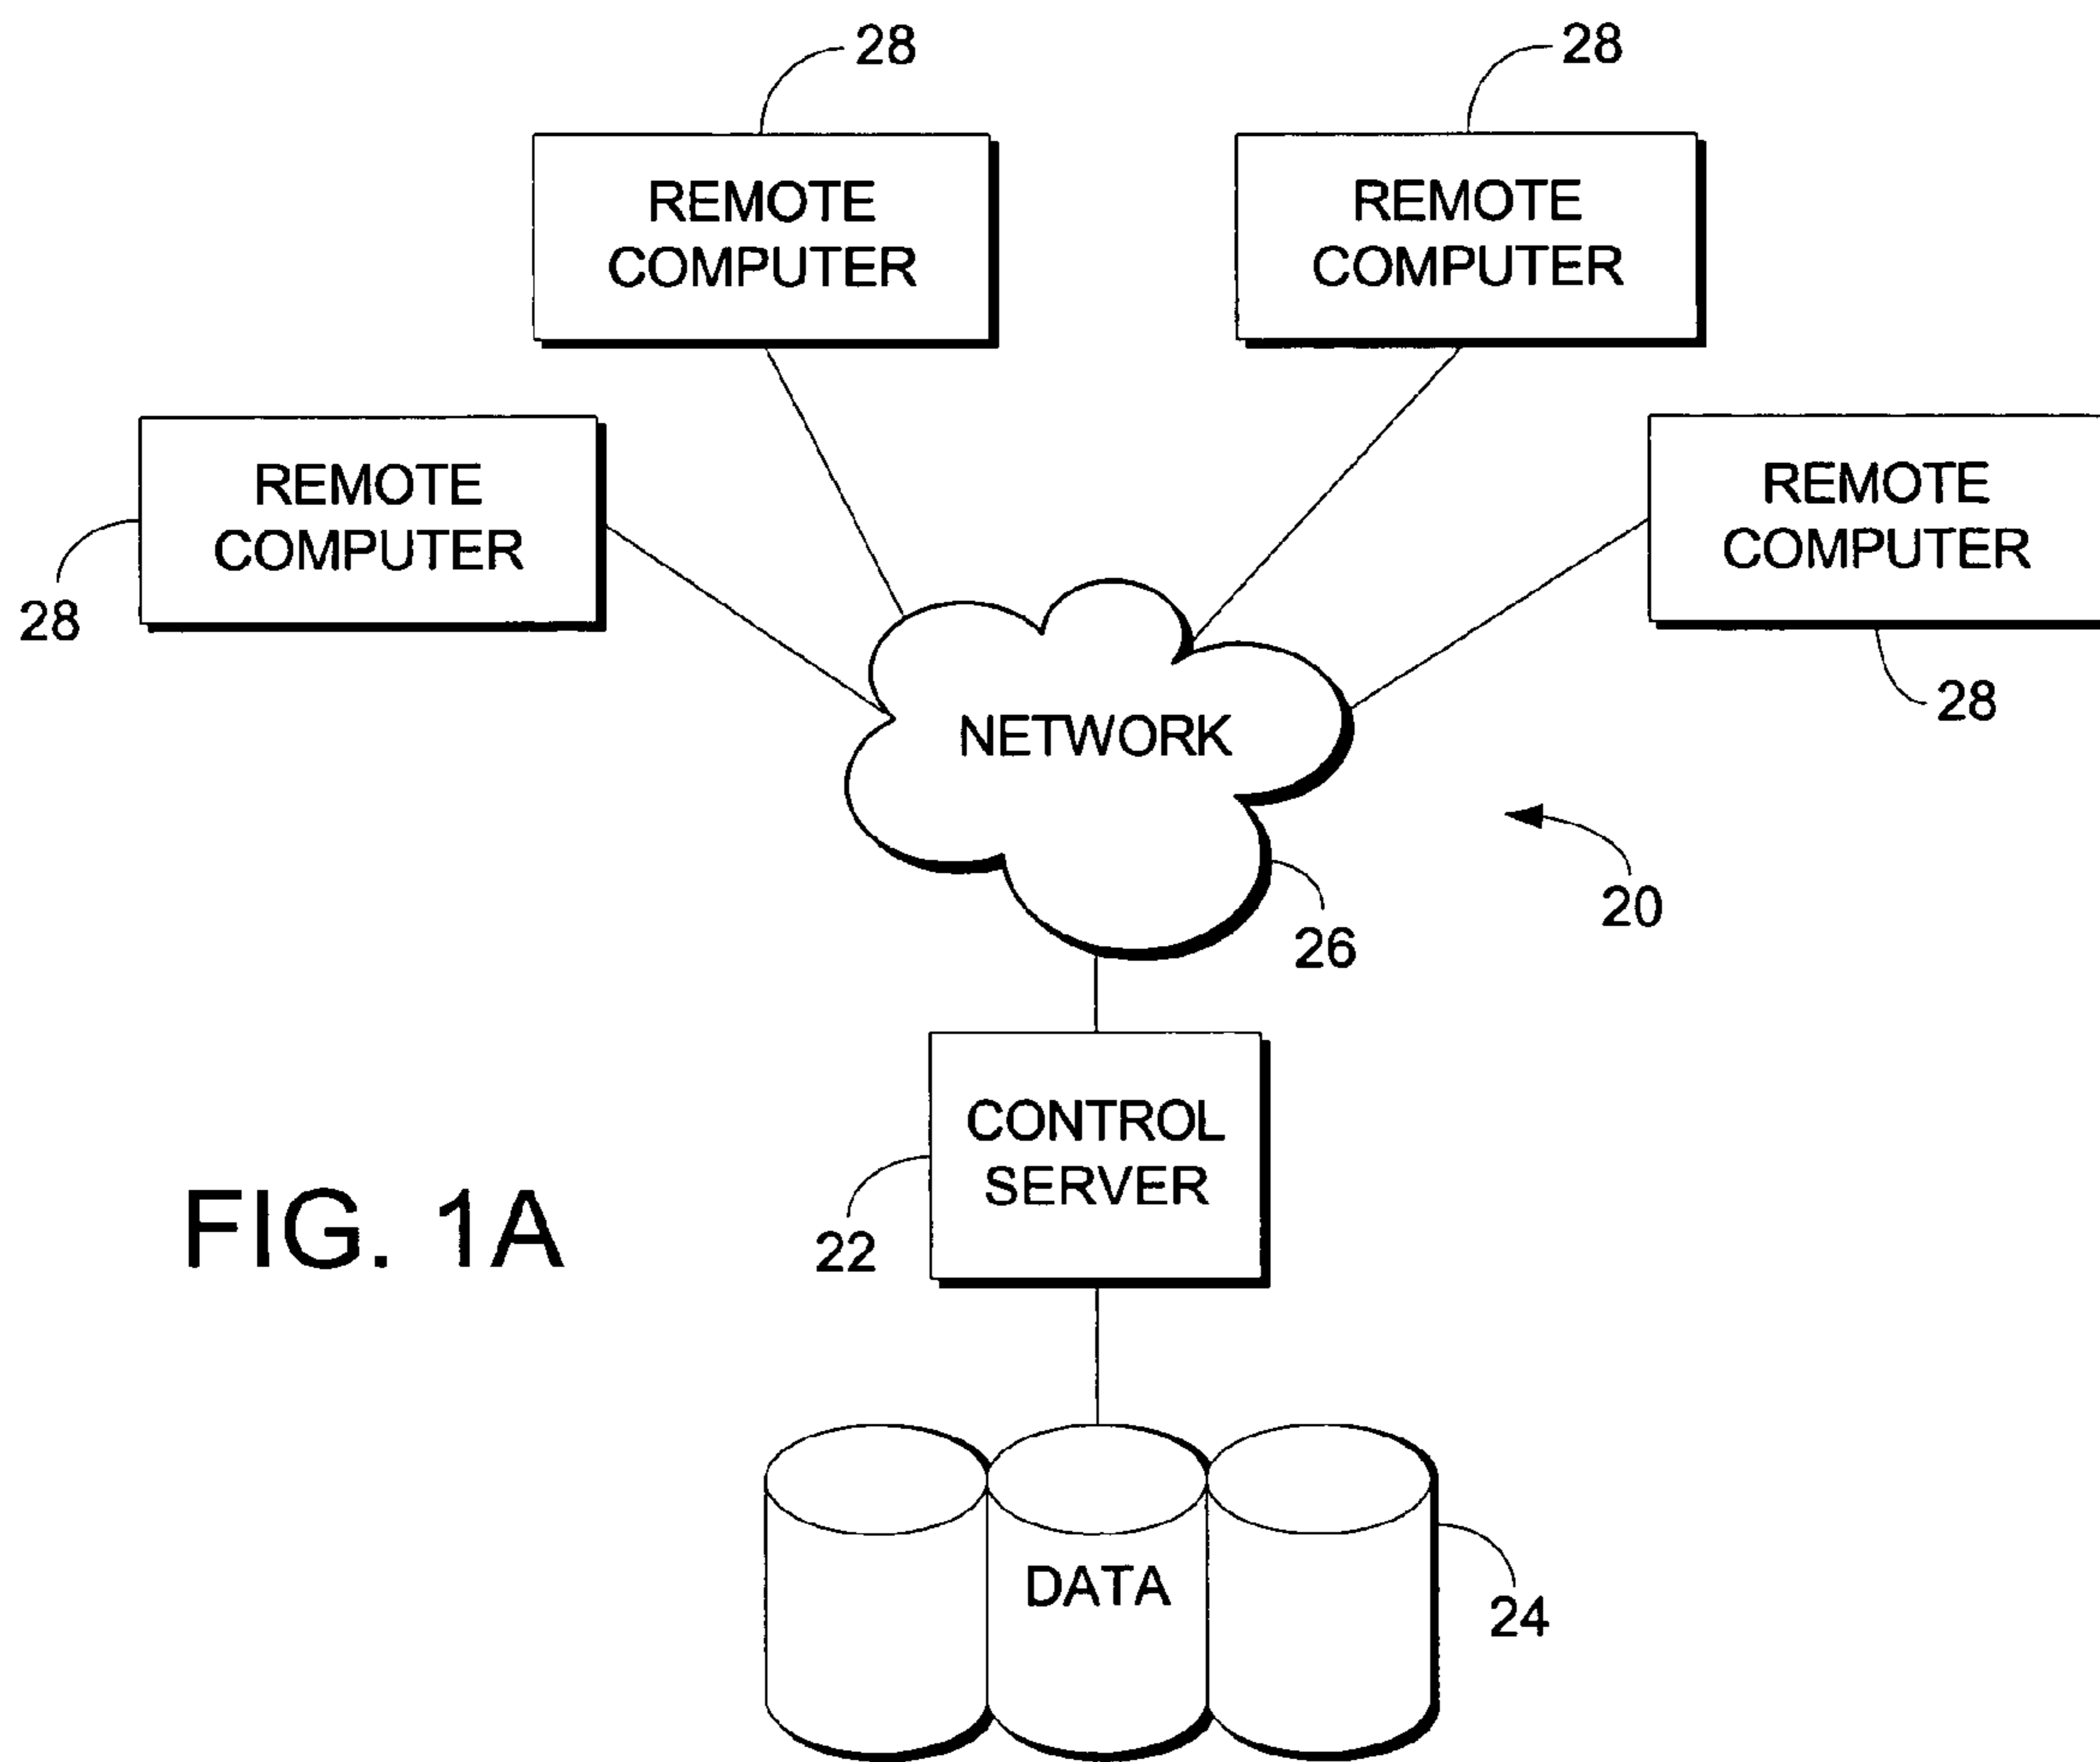 28
28
REMOTE
COMPUTER
REMOTE
COMPUTER
REMOTE
COMPUTER
REMOTE
COMPUTER
28
28
NETWORK
20
26
CONTROL
SERVER
22
FIG. 1A
DATA
24